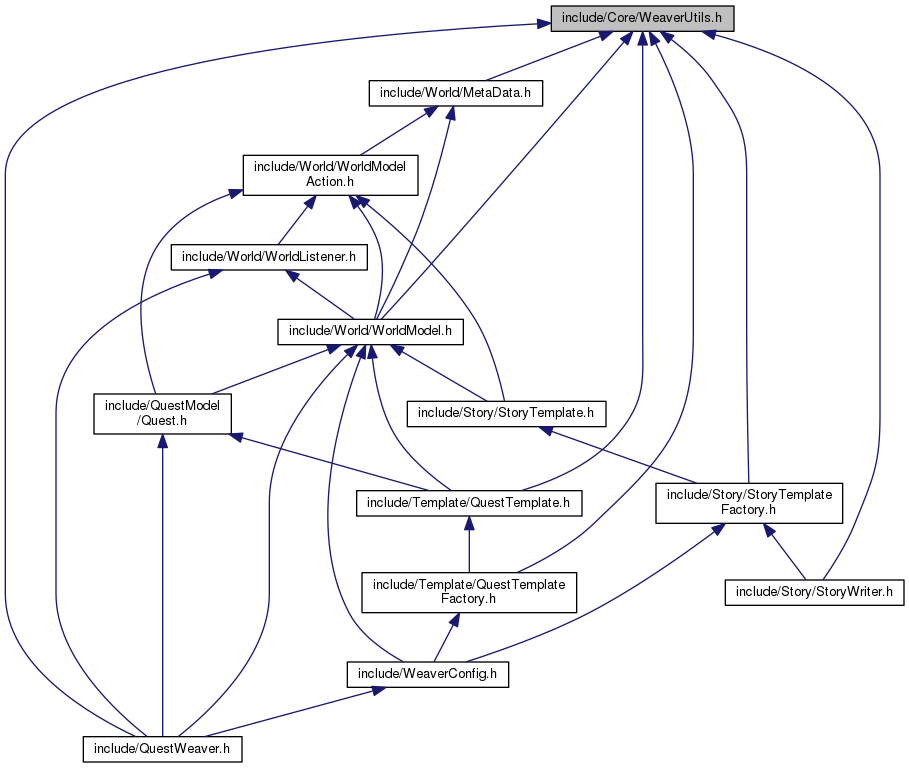 include/Core/WeaverUtils.h
include/World/MetaData.h
include/World/WorldModel
Action.h
include/World/WorldListener.h
include/World/WorldModel.h
include/QuestModel
/Quest.h
include/Story/StoryTemplate.h
include/Template/QuestTemplate.h
include/Story/StoryTemplate
Factory.h
include/Template/QuestTemplate
Factory.h
include/Story/StoryWriter.h
include/WeaverConfig.h
include/QuestWeaver.h